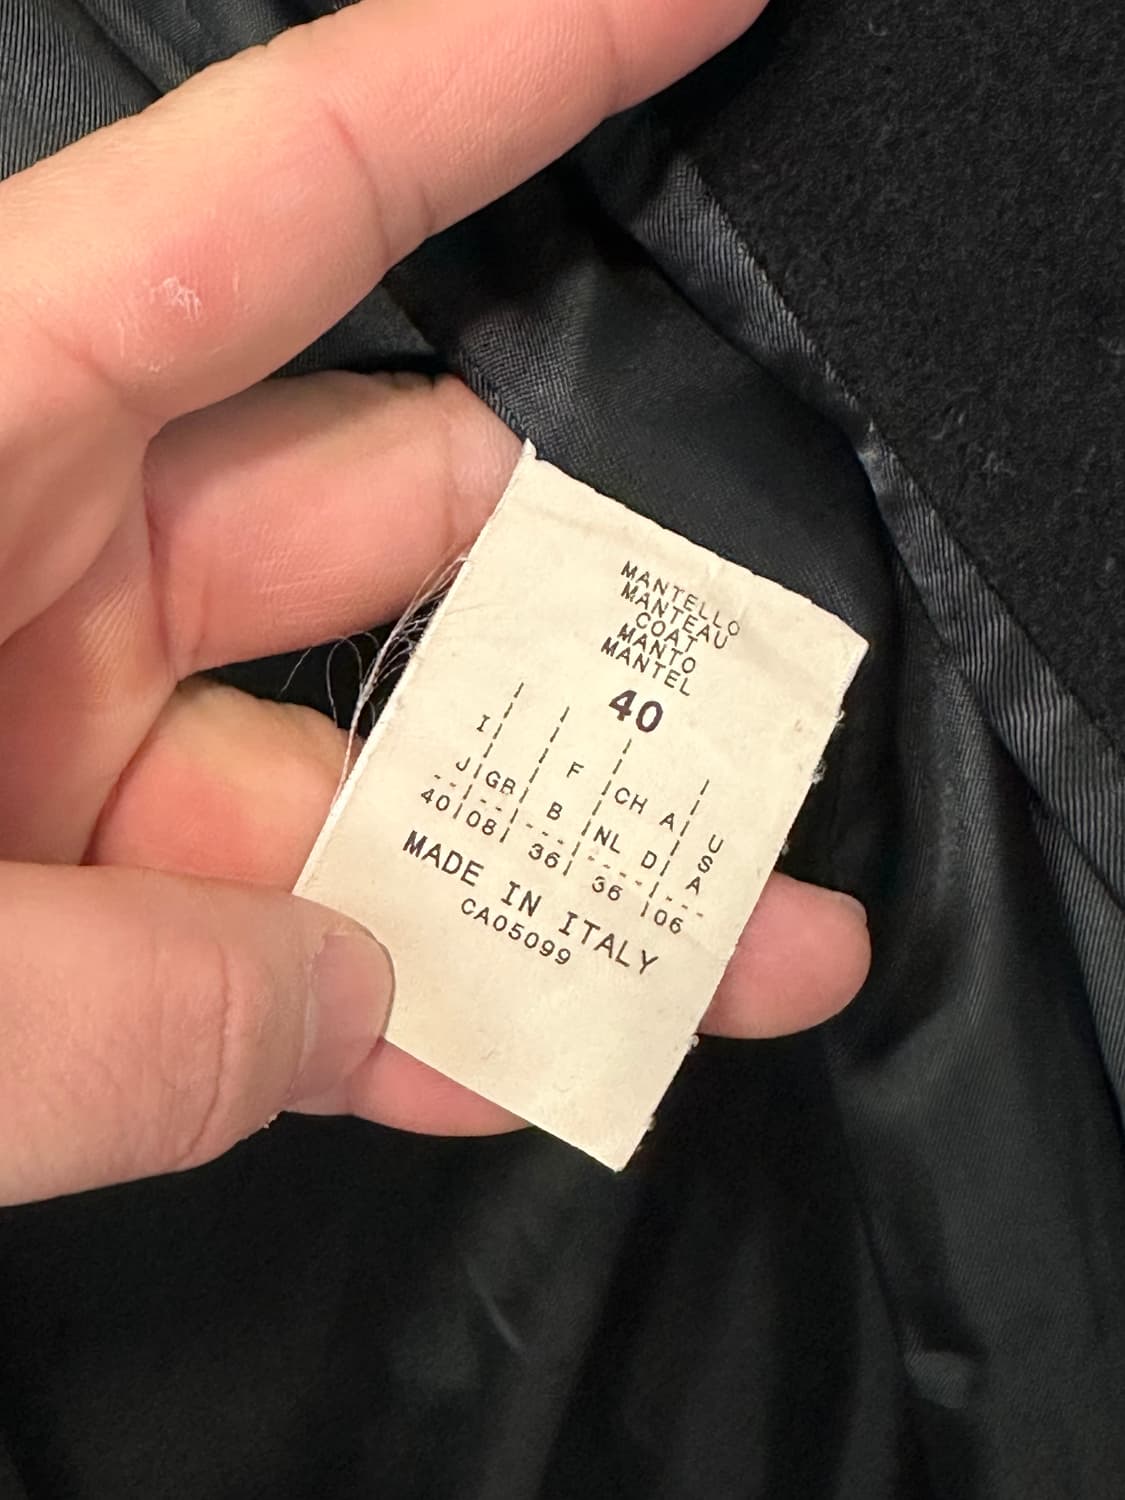 MANTELLO
MANTEAU
COAT
MANTO
MANTEL
40
I J | GB | F B | CH A NL D | USA
40 | 08 | 36 | 36 | 06
MADE IN ITALY
CA05099